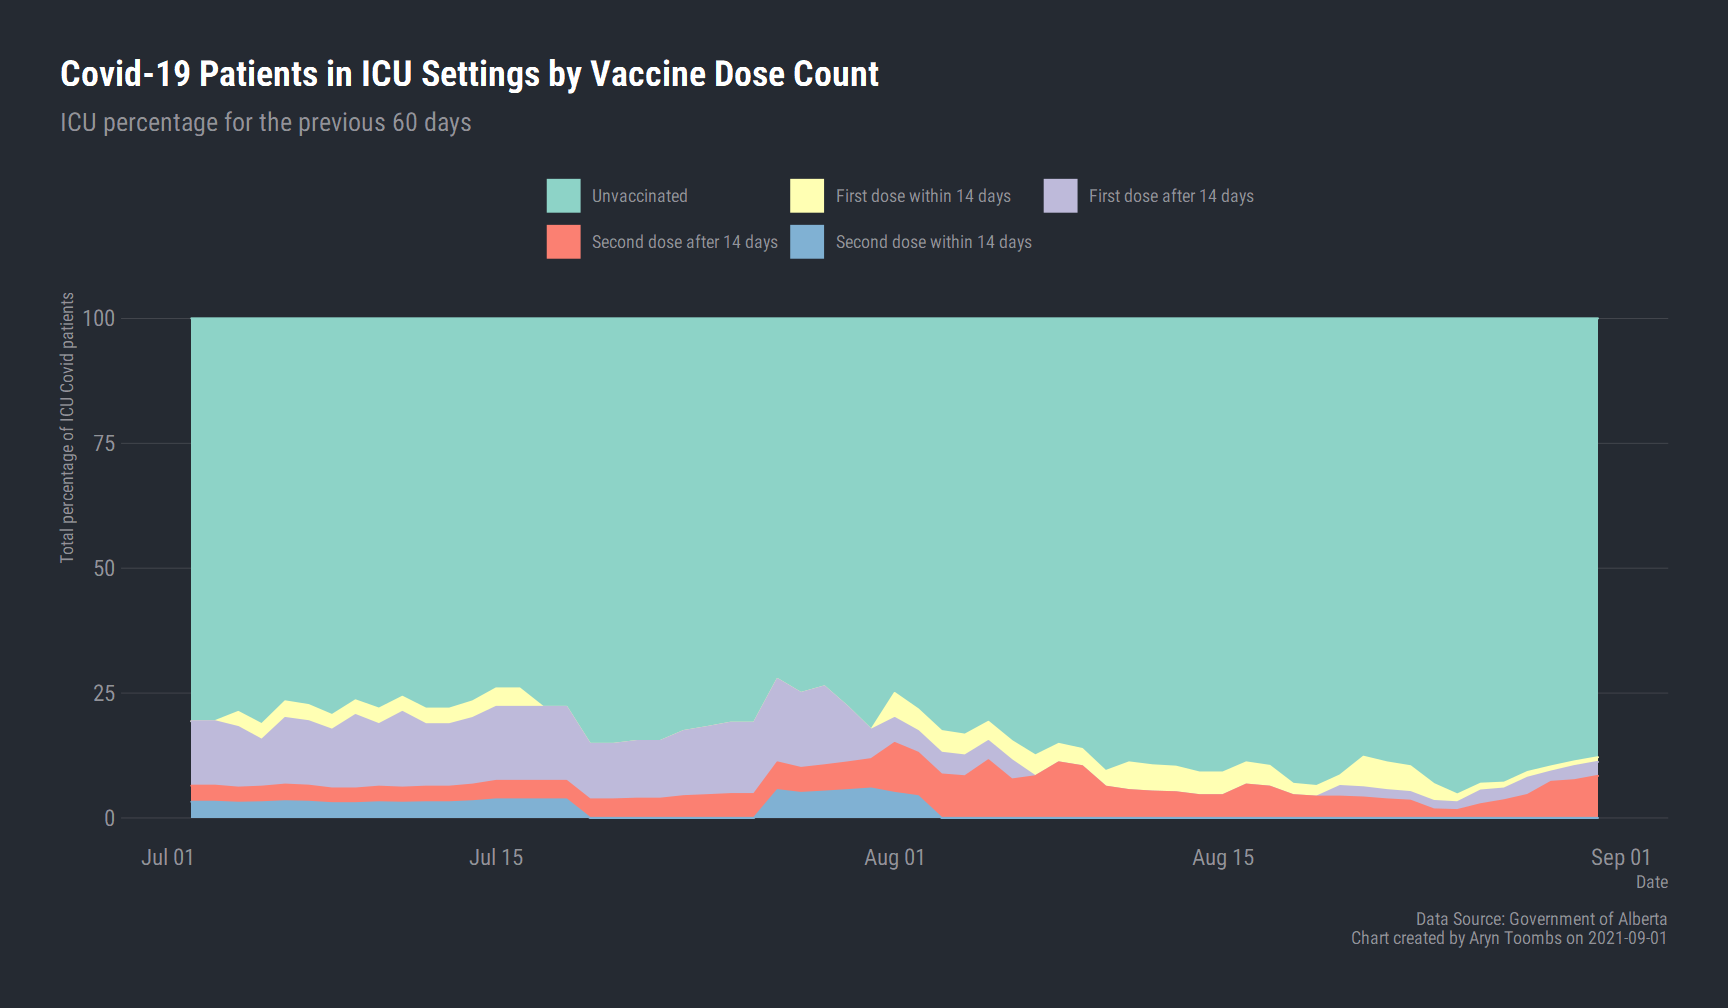 Covid-19 Patients in ICU Settings by Vaccine Dose Count
ICU percentage for the previous 60 days
Unvaccinated
First dose within 14 days
First dose after 14 days
Second dose after 14 days
Second dose within 14 days
Total percentage of ICU Covid patients
100
75
50
25
0
Jul 01
Jul 15
Aug 01
Aug 15
Sep 01
Date
Data Source: Government of Alberta
Chart created by Aryn Toombs on 2021-09-01